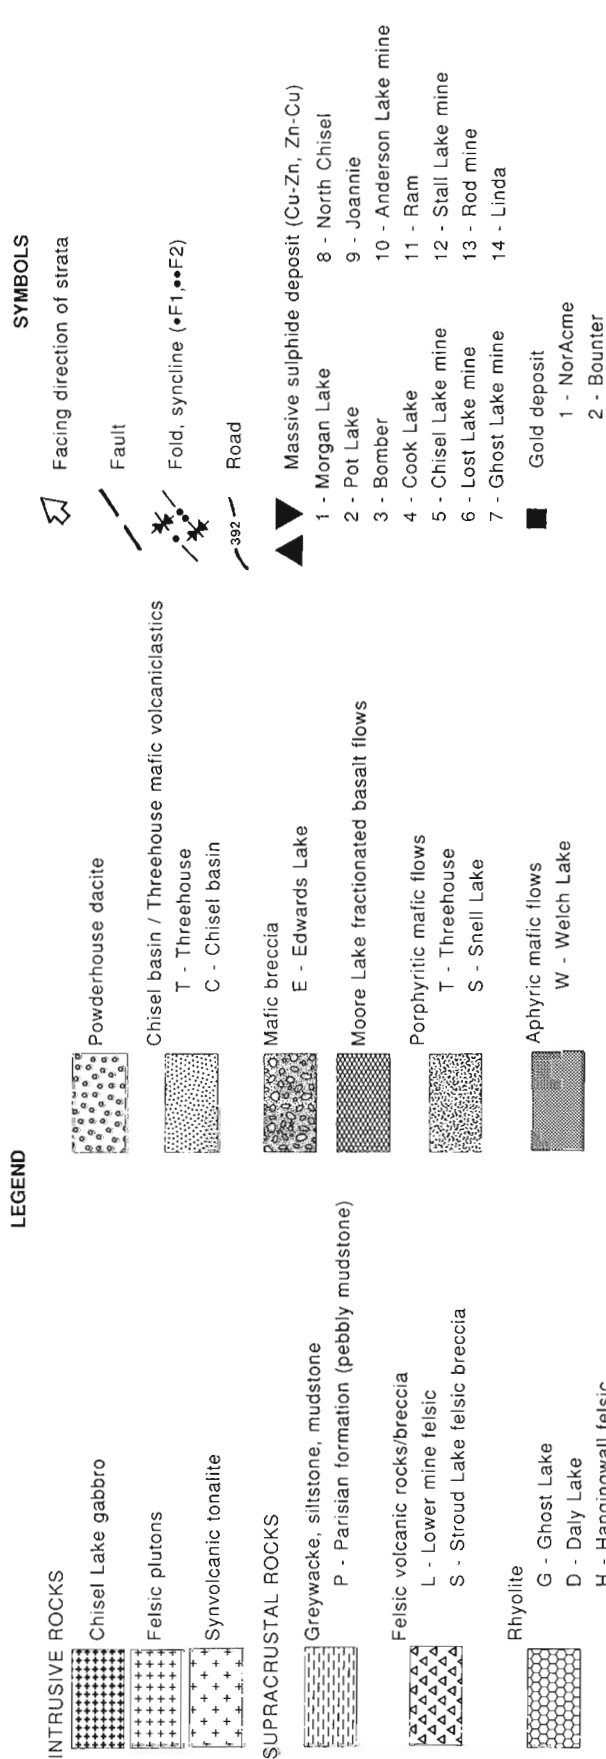 LEGEND
INTRUSIVE ROCKS
Chisel Lake gabbro
Felsic plutons
Synvolcanic tonalite
SUPRACRUSTAL ROCKS
Greywacke, siltstone, mudstone
P - Parisian formation (pebbly mudstone)
Felsic volcanic rocks/breccia
L - Lower mine felsic
S - Stroud Lake felsic breccia
Rhyolite
G - Ghost Lake
D - Daly Lake
H - Hangingwall felsic
Powderhouse dacite
Chisel basin / Threehouse mafic volcaniclastics
T - Threehouse
C - Chisel basin
Mafic breccia
E - Edwards Lake
Moore Lake fractionated basalt flows
Porphyritic mafic flows
T - Threehouse
S - Snell Lake
Aphyric mafic flows
W - Welch Lake
SYMBOLS
Facing direction of strata
Fault
Fold, syncline (•F1,••F2)
392
Road
Massive sulphide deposit (Cu-Zn, Zn-Cu)
1 - Morgan Lake
2 - Pot Lake
3 - Bomber
4 - Cook Lake
5 - Chisel Lake mine
6 - Lost Lake mine
7 - Ghost Lake mine
8 - North Chisel
9 - Joannie
10 - Anderson Lake mine
11 - Ram
12 - Stall Lake mine
13 - Rod mine
14 - Linda
Gold deposit
1 - NorAcme
2 - Bounter